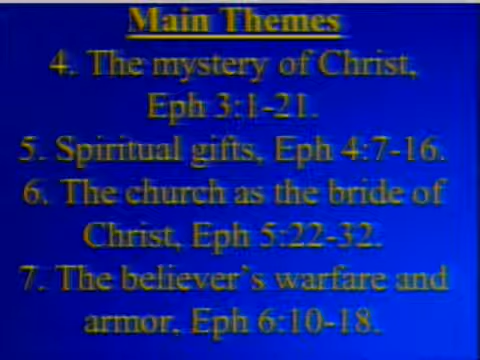 Main Themes
4. The mystery of Christ,
Eph 3:1-21.
5. Spiritual gifts, Eph 4:7-16.
6. The church as the bride of
Christ, Eph 5:22-32.
7. The believer's warfare and
armor, Eph 6:10-18.